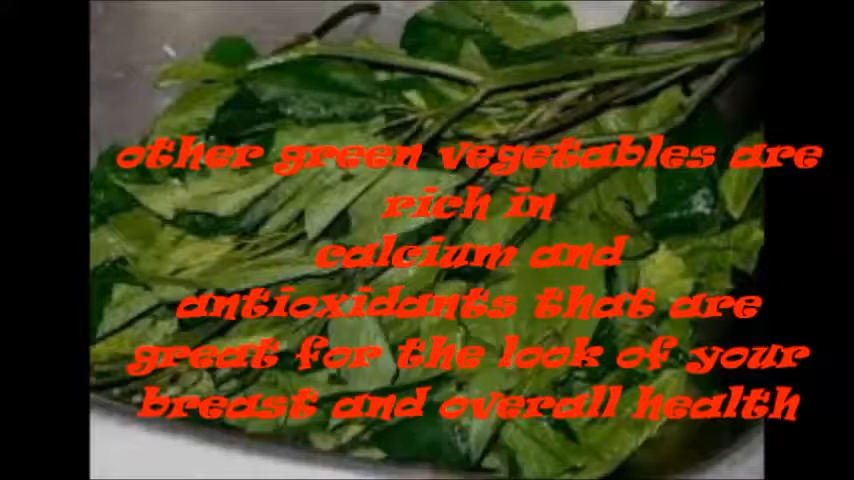 other green vegetables are
rich in
calcium and
antioxidants that are
great for the look of your
breast and overall health